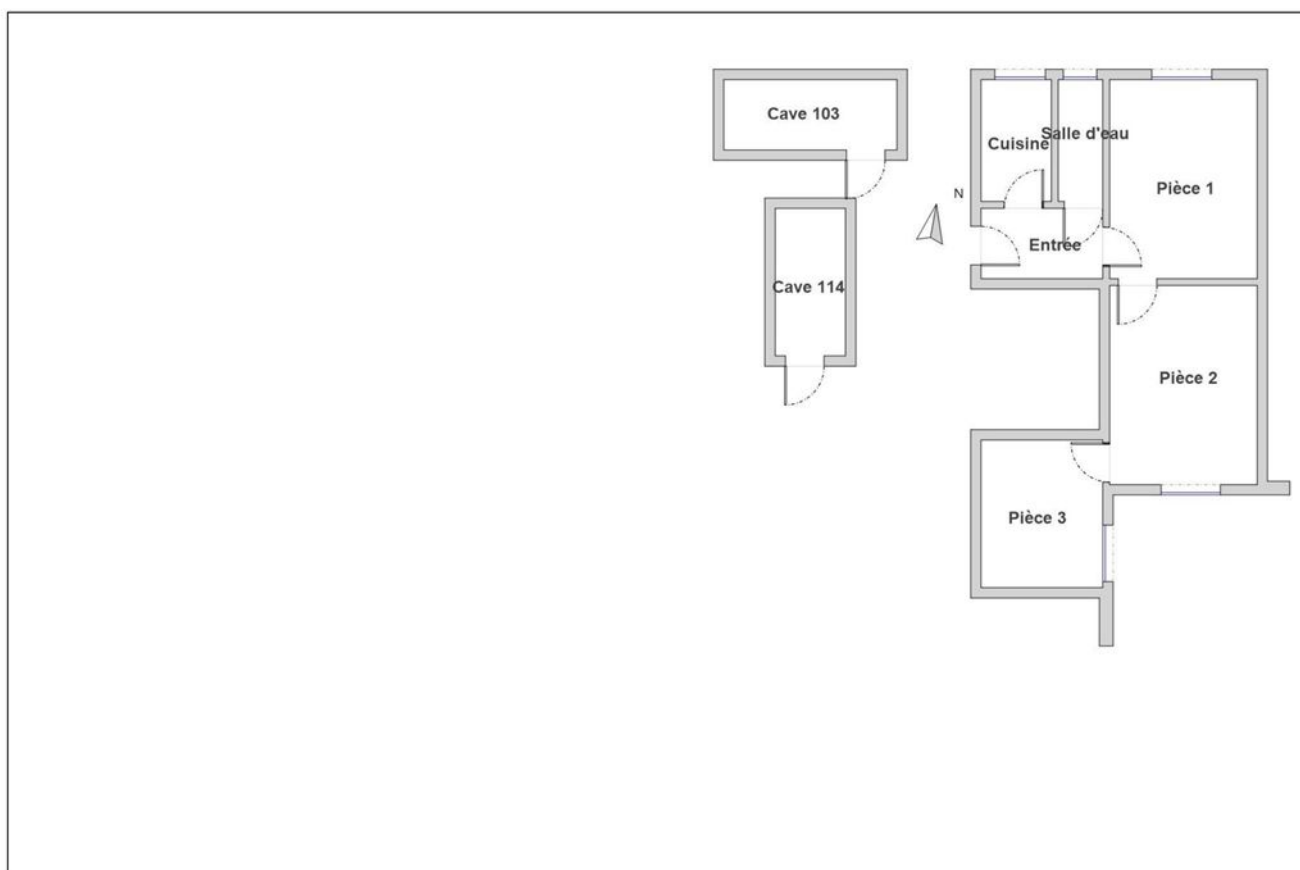 Cave 103
Salle d'eau
Cuisine
Pièce 1
N
Entrée
Cave 114
Pièce 2
Pièce 3